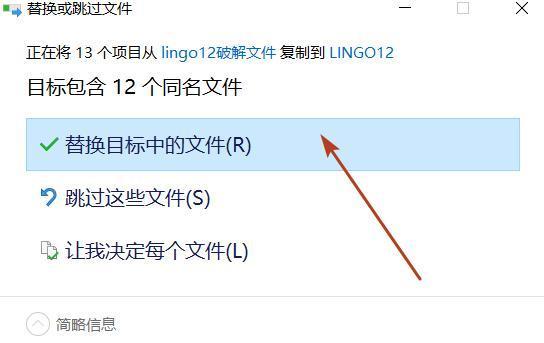 替换或跳过文件
正在将 13 个项目从 lingo12破解文件 复制到 LINGO12
目标包含 12 个同名文件
替换目标中的文件(R)
跳过这些文件(S)
让我决定每个文件(L)
简略信息